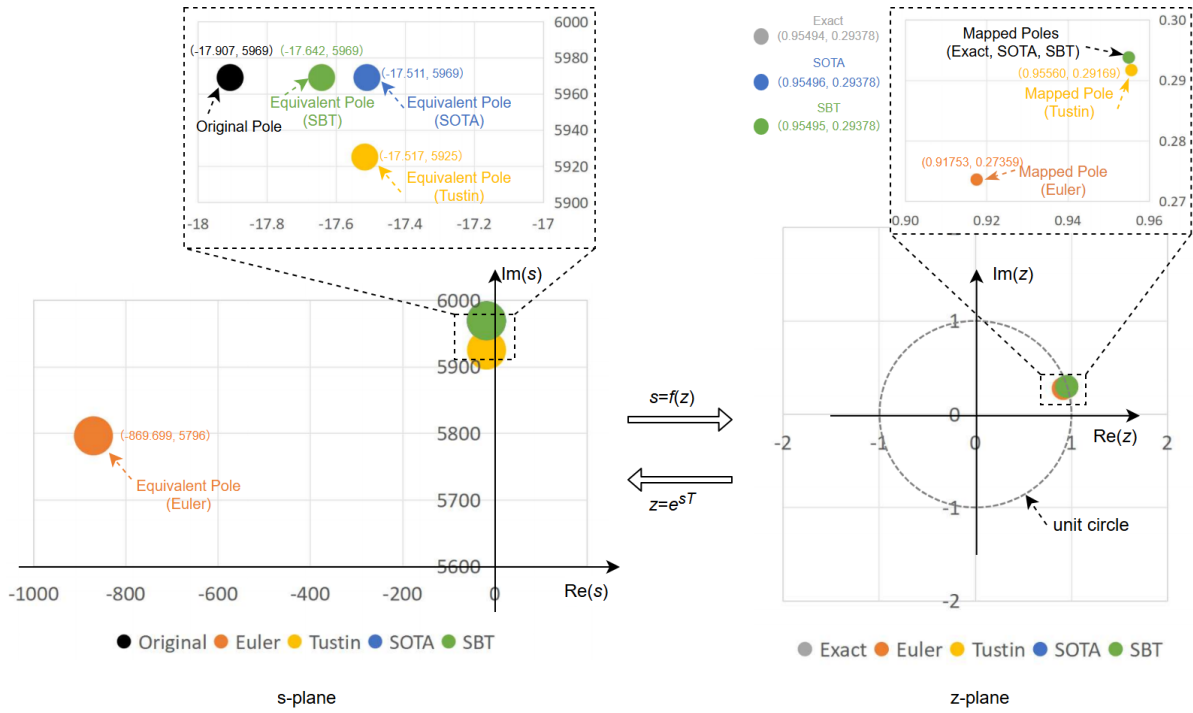 (-17.907, 5969)
(-17.642, 5969)
Original Pole
Equivalent Pole
(SBT)
(-17.511, 5969)
Equivalent Pole
(SOTA)
(-17.517, 5925)
Equivalent Pole
(Tustin)
6000
5980
5960
5940
5920
5900
-18
-17.8
-17.6
-17.4
-17.2
-17
Im(s)
6000
5900
5800
5700
5600
(-869.699, 5796)
Equivalent Pole
(Euler)
-1000
-800
-600
-400
-200
0
Re(s)
Original
Euler
Tustin
SOTA
SBT
s-plane
s=f(z)
z=e^{sT}
Exact
(0.95494, 0.29378)
SOTA
(0.95496, 0.29378)
SBT
(0.95495, 0.29378)
Mapped Poles
(Exact, SOTA, SBT)
(0.95560, 0.29169)
Mapped Pole
(Tustin)
(0.91753, 0.27359)
Mapped Pole
(Euler)
0.30
0.29
0.28
0.27
0.90
0.92
0.94
0.96
Im(z)
1
0
-1
-2
-2
-1
0
1
2
Re(z)
unit circle
Exact
Euler
Tustin
SOTA
SBT
z-plane